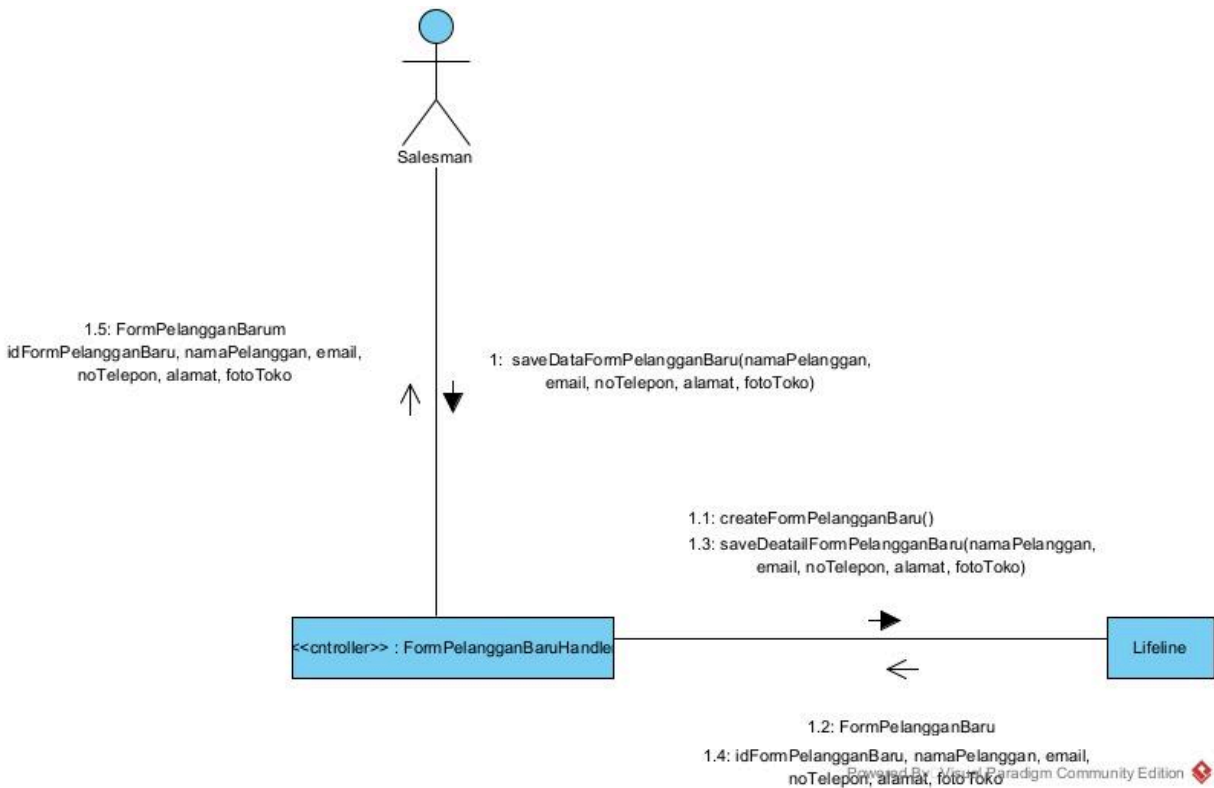 Salesman
1.5: FormPelangganBarum
idFormPelangganBaru, namaPelanggan, email,
noTelepon, alamat, fotoToko
1: saveDataFormPelangganBaru(namaPelanggan,
email, noTelepon, alamat, fotoToko)
1.1: createFormPelangganBaru()
1.3: saveDeatailFormPelangganBaru(namaPelanggan,
email, noTelepon, alamat, fotoToko)
<<cntroller>> : FormPelangganBaruHandle
Lifeline
1.2: FormPelangganBaru
1.4: idFormPelangganBaru, namaPelanggan, email,
noTelepon, alamat, fotoToko
Powered By: Visual Paradigm Community Edition